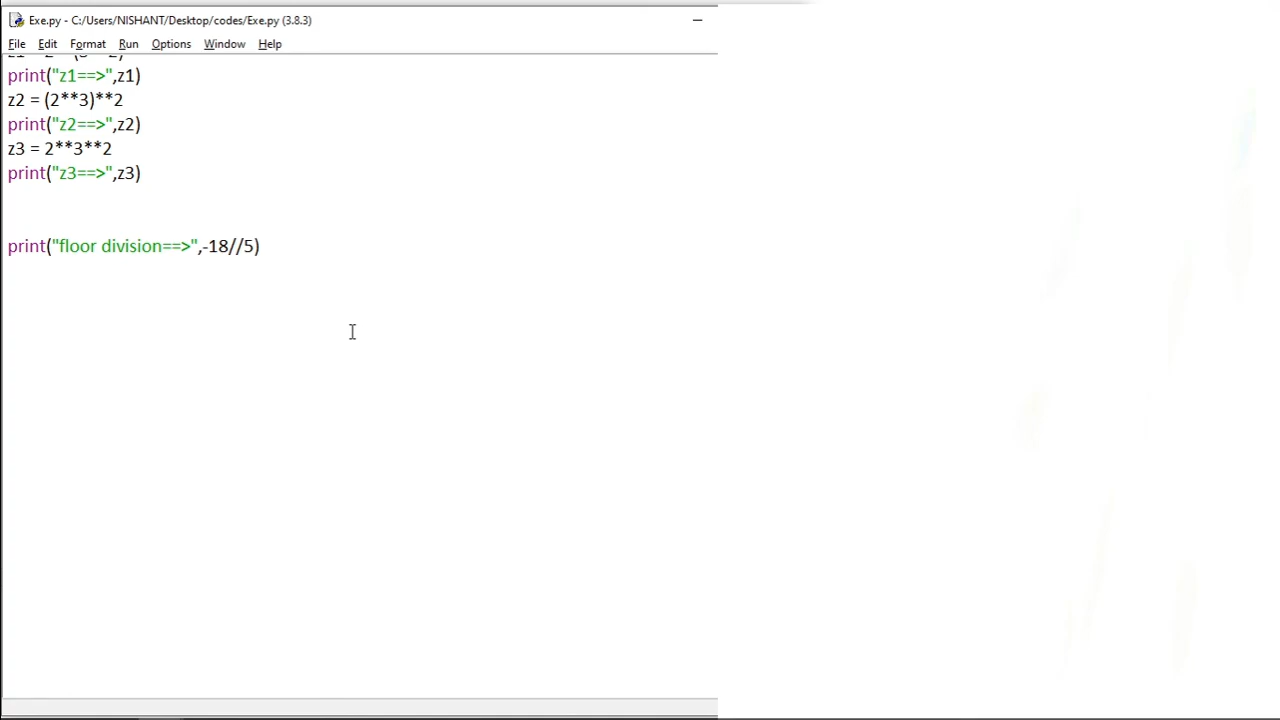 Exe.py - C:/Users/NISHANT/Desktop/codes/Exe.py (3.8.3)
File Edit Format Run Options Window Help
print("z1==>",z1)
z2 = (2**3)**2
print("z2==>",z2)
z3 = 2**3**2
print("z3==>",z3)
print("floor division==>",-18//5)